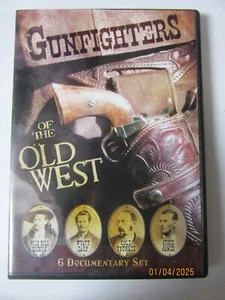 GUNFIGHTERS
OF THE
OLD WEST
6 DOCUMENTARY SET
01/04/2025